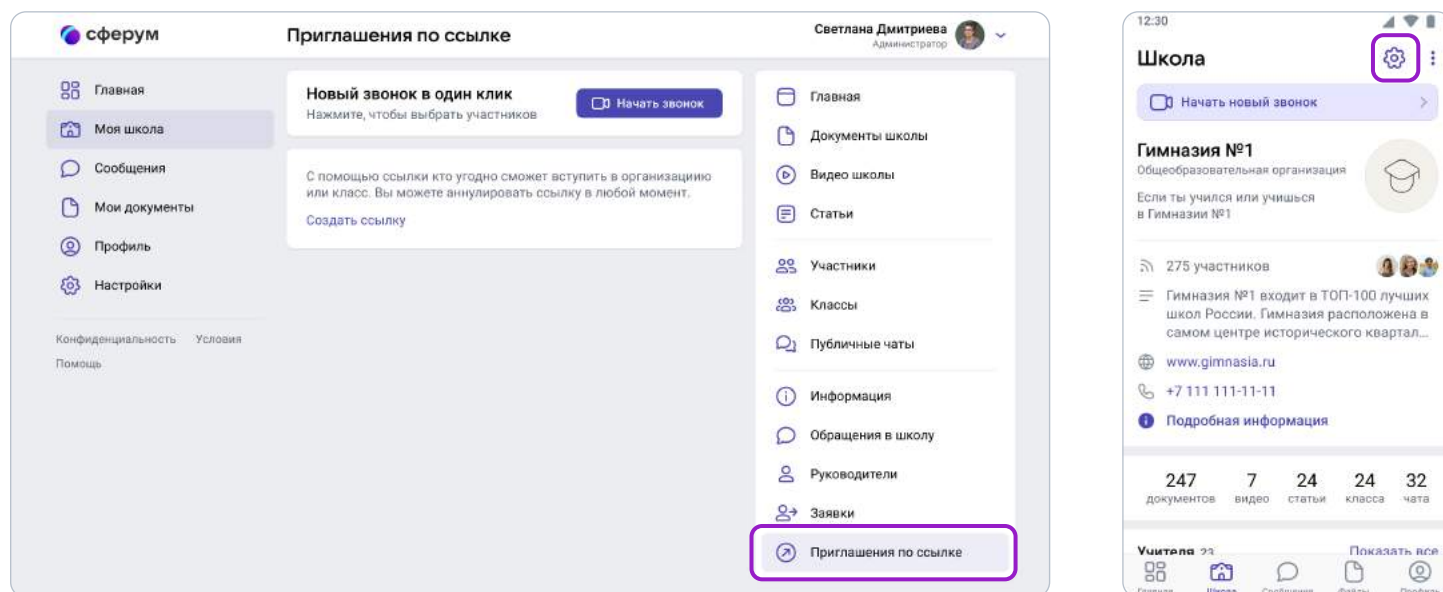 сферум
Приглашения по ссылке
Светлана Дмитриева
Администратор
Главная
Моя школа
Сообщения
Мои документы
Профиль
Настройки
Конфиденциальность Условия
Помощь
Новый звонок в один клик
Нажмите, чтобы выбрать участников
Начать звонок
С помощью ссылки кто угодно сможет вступить в организациию
или класс. Вы можете аннулировать ссылку в любой момент.
Создать ссылку
Главная
Документы школы
Видео школы
Статьи
Участники
Классы
Публичные чаты
Информация
Обращения в школу
Руководители
Заявки
Приглашения по ссылке
12:30
Школа
Начать новый звонок
Гимназия №1
Общеобразовательная организация
Если ты учился или учишься
в Гимназии №1
275 участников
Гимназия №1 входит в ТОП-100 лучших
школ России. Гимназия расположена в
самом центре исторического квартал...
www.gimnasia.ru
+7 111 111-11-11
Подробная информация
247 7 24 24 32
документов видео статьи класса чата
Учителя 23 Показать все
Главная Школа Сообщения Файлы Профиль